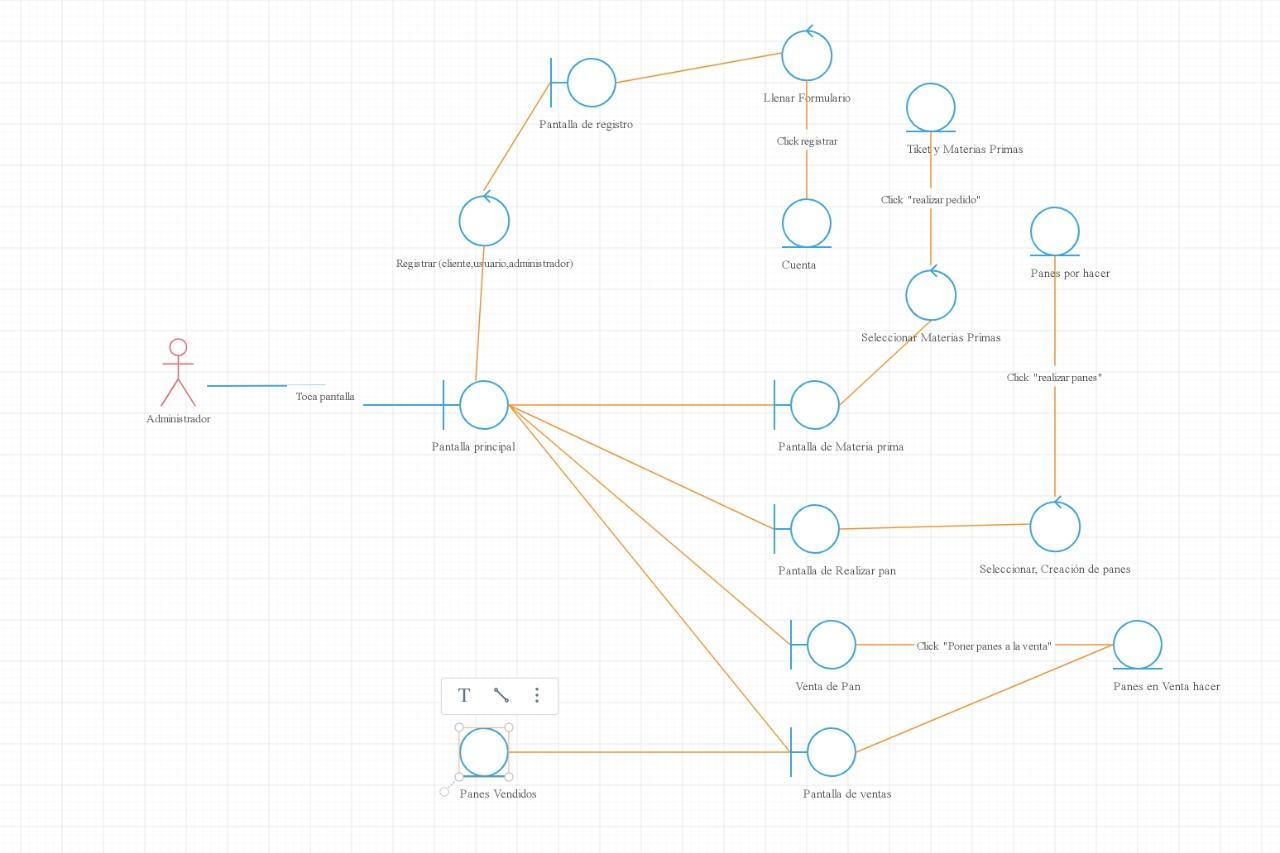 Llenar Formulario
Pantalla de registro
Click registrar
Tiket y Materias Primas
Click "realizar pedido"
Registrar (cliente,usuario,administrador)
Cuenta
Panes por hacer
Seleccionar Materias Primas
Click "realizar panes"
Toca pantalla
Administrador
Pantalla principal
Pantalla de Materia prima
Pantalla de Realizar pan
Seleccionar, Creación de panes
Click "Poner panes a la venta"
Venta de Pan
Panes en Venta hacer
T
Panes Vendidos
Pantalla de ventas